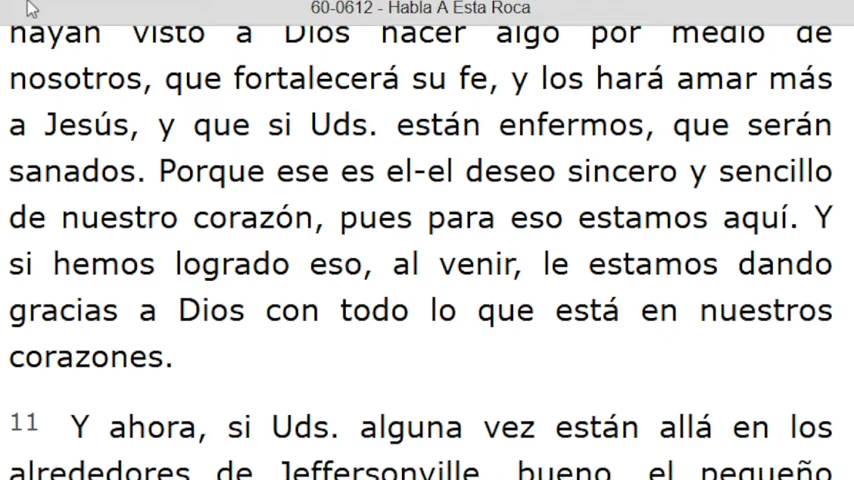 60-0612 - Habla A Esta Roca
hayan visto a Dios hacer algo por medio de
nosotros, que fortalecerá su fe, y los hará amar más
a Jesús, y que si Uds. están enfermos, que serán
sanados. Porque ese es el-el deseo sincero y sencillo
de nuestro corazón, pues para eso estamos aquí. Y
si hemos logrado eso, al venir, le estamos dando
gracias a Dios con todo lo que está en nuestros
corazones.
11 Y ahora, si Uds. alguna vez están allá en los
alrededores de Jeffersonville, bueno, el pequeño